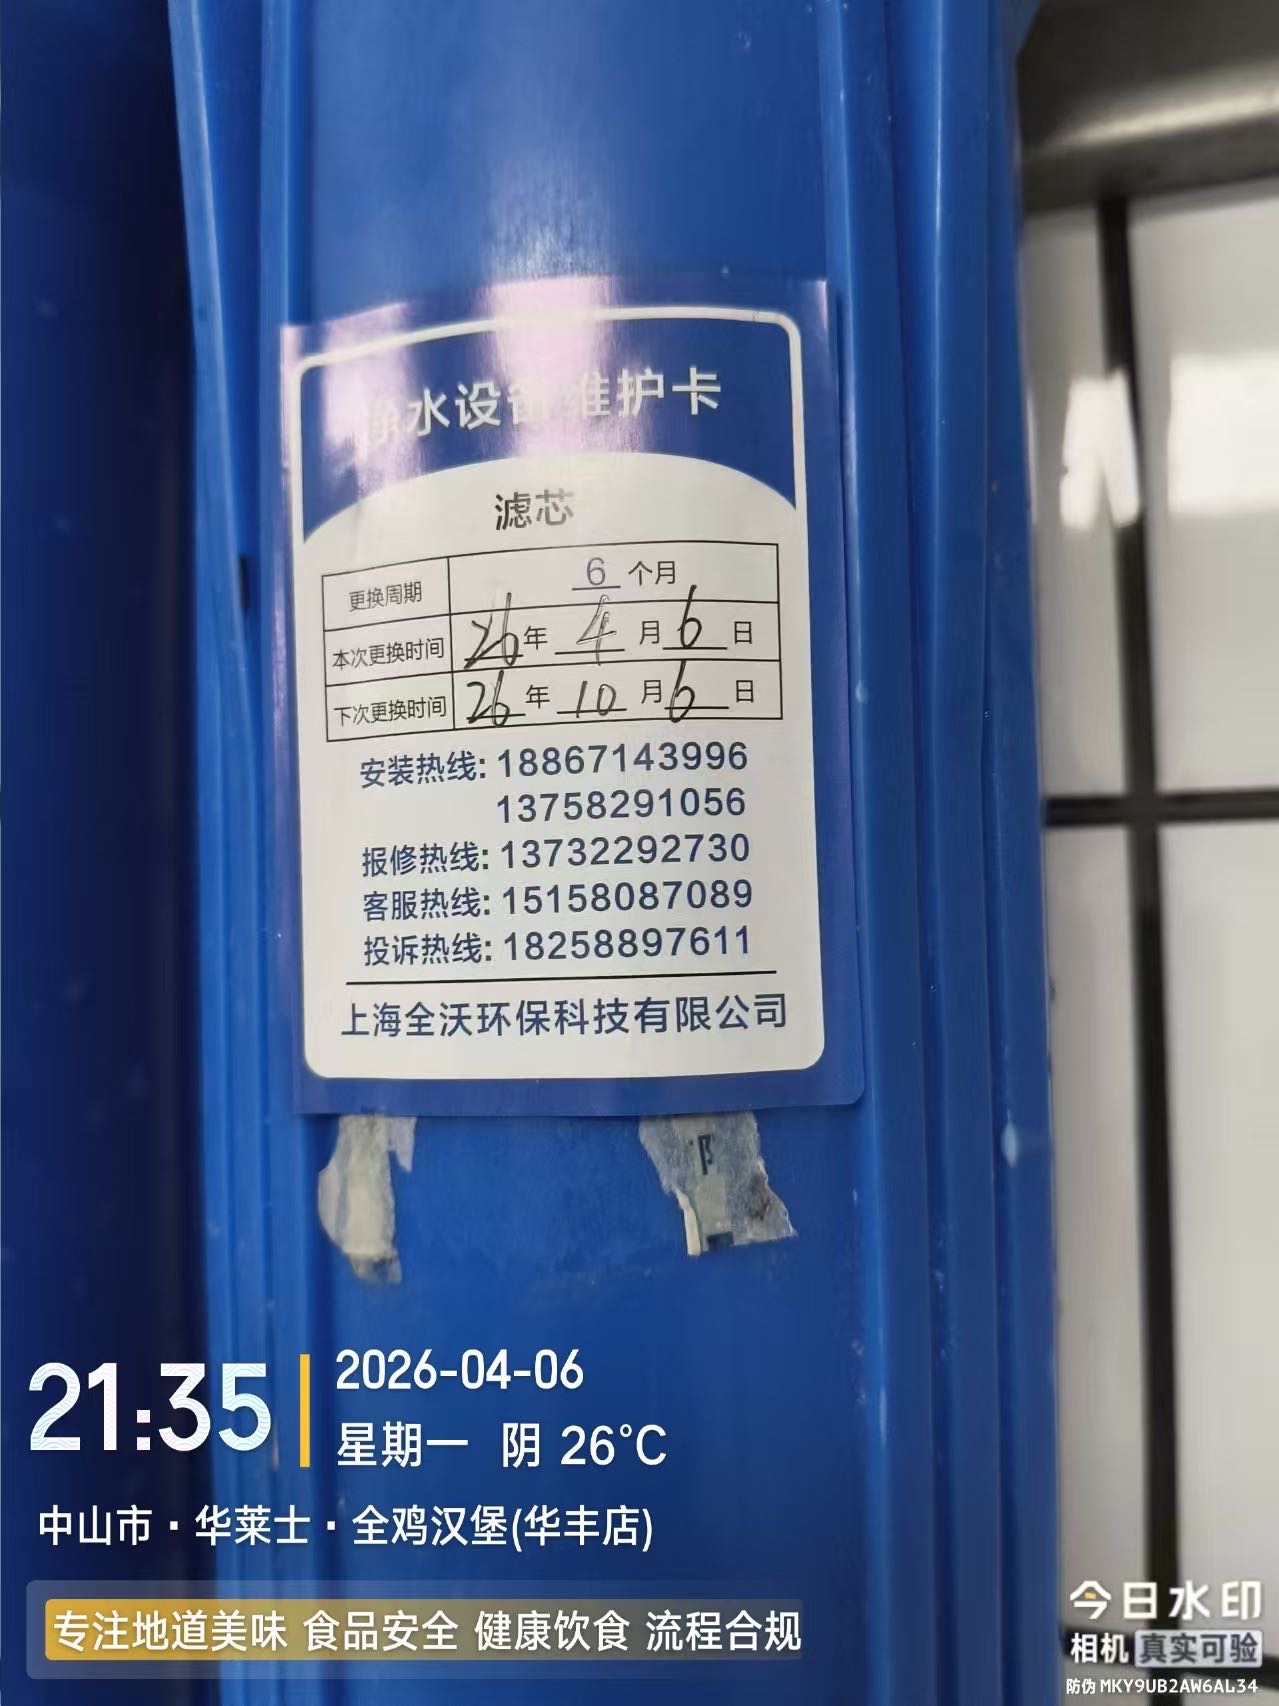 净水设备维护卡
滤芯
更换周期 6 个月
本次更换时间 26年 4 月 6 日
下次更换时间 26 年 10 月 6 日
安装热线: 18867143996
13758291056
报修热线: 13732292730
客服热线: 15158087089
投诉热线: 18258897611
上海全沃环保科技有限公司
阝
21:35
2026-04-06
星期一 阴 26°C
中山市·华莱士·全鸡汉堡(华丰店)
专注地道美味 食品安全 健康饮食 流程合规
今日水印
相机 真实可验
防伪 MKY9UB2AW6AL34